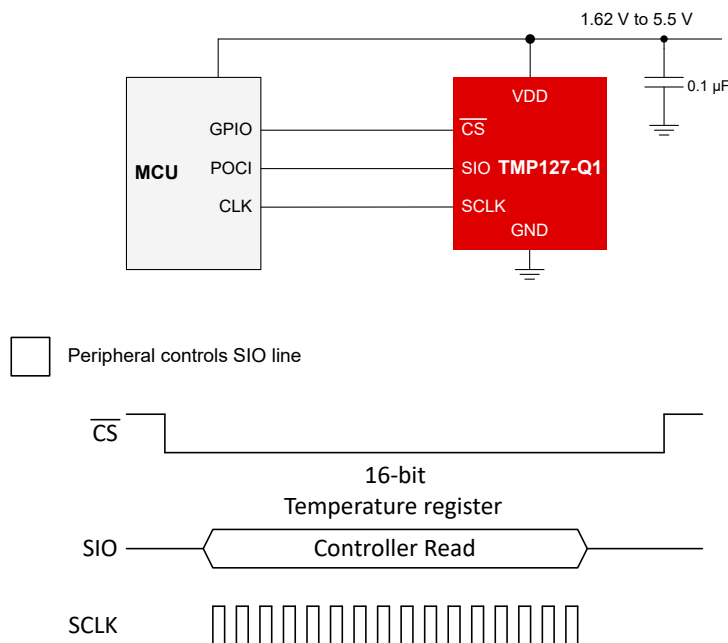 1.62 V to 5.5 V
0.1 µF
VDD
GPIO
CS
MCU
POCI
SIO
TMP127-Q1
CLK
SCLK
GND
Peripheral controls SIO line
CS
16-bit
Temperature register
SIO
Controller Read
SCLK